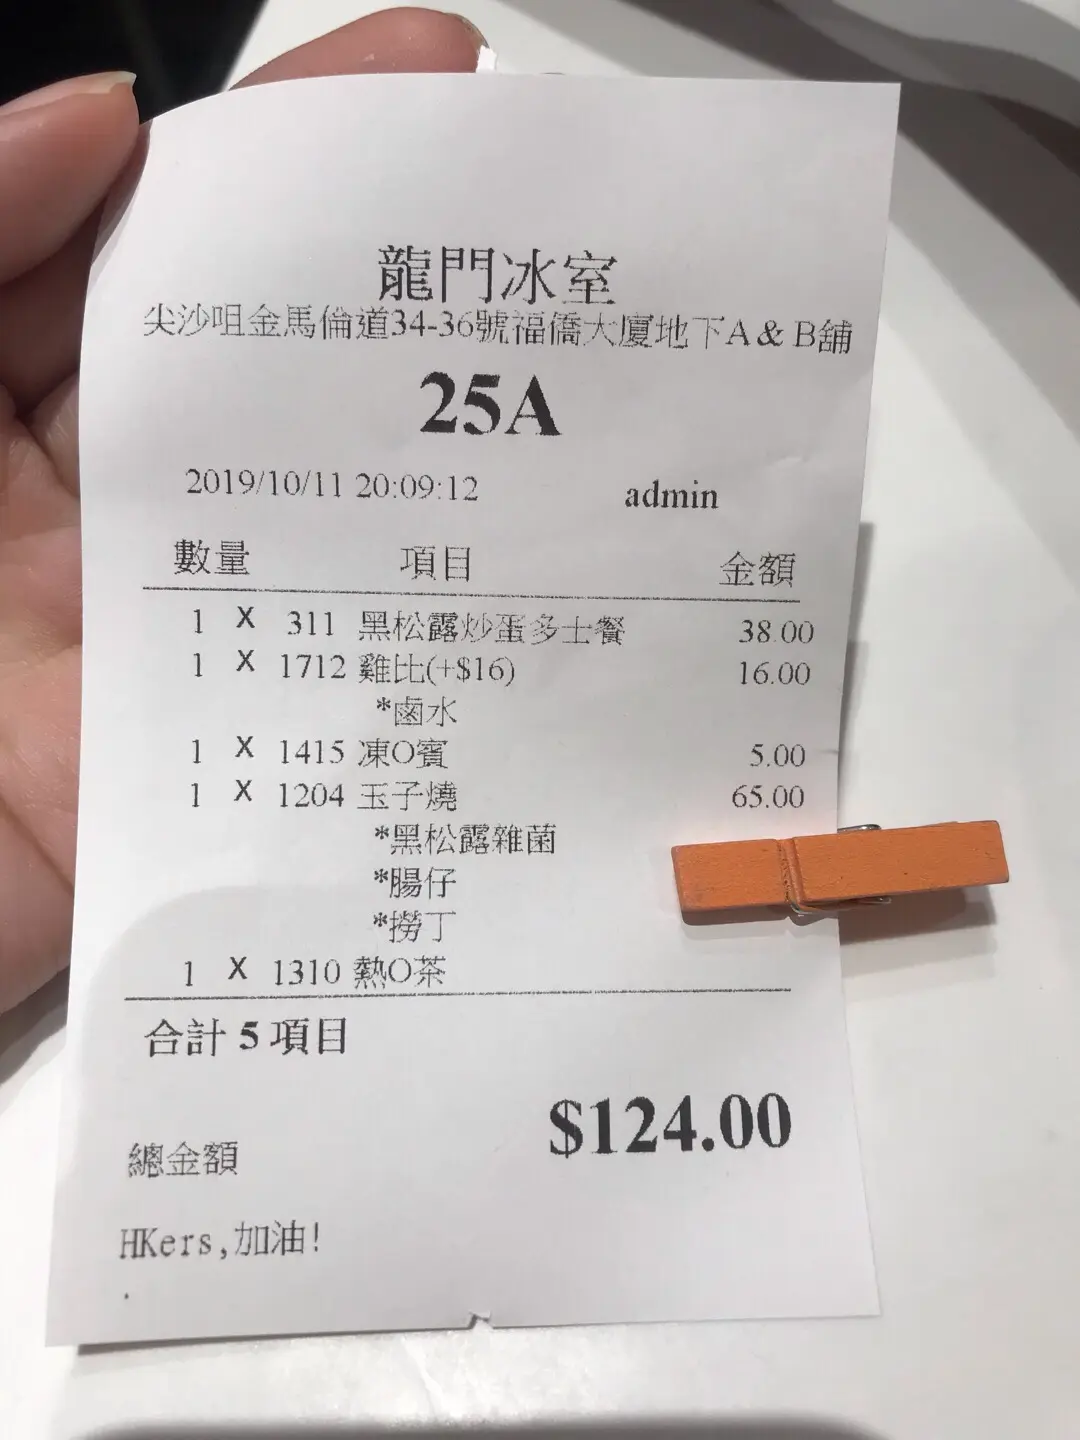 龍門冰室
尖沙咀金馬倫道34-36號福僑大廈地下A & B舖
25A
2019/10/11 20:09:12 admin
數量 項目 金額
1 X 311 黑松露炒蛋多士餐 38.00
1 X 1712 雞比(+$16) 16.00
*鹵水
1 X 1415 凍O賓 5.00
1 X 1204 玉子燒 65.00
*黑松露雜菌
*腸仔
*撈丁
1 X 1310 熱O茶
合計 5 項目
$124.00
總金額
HKers,加油!
.